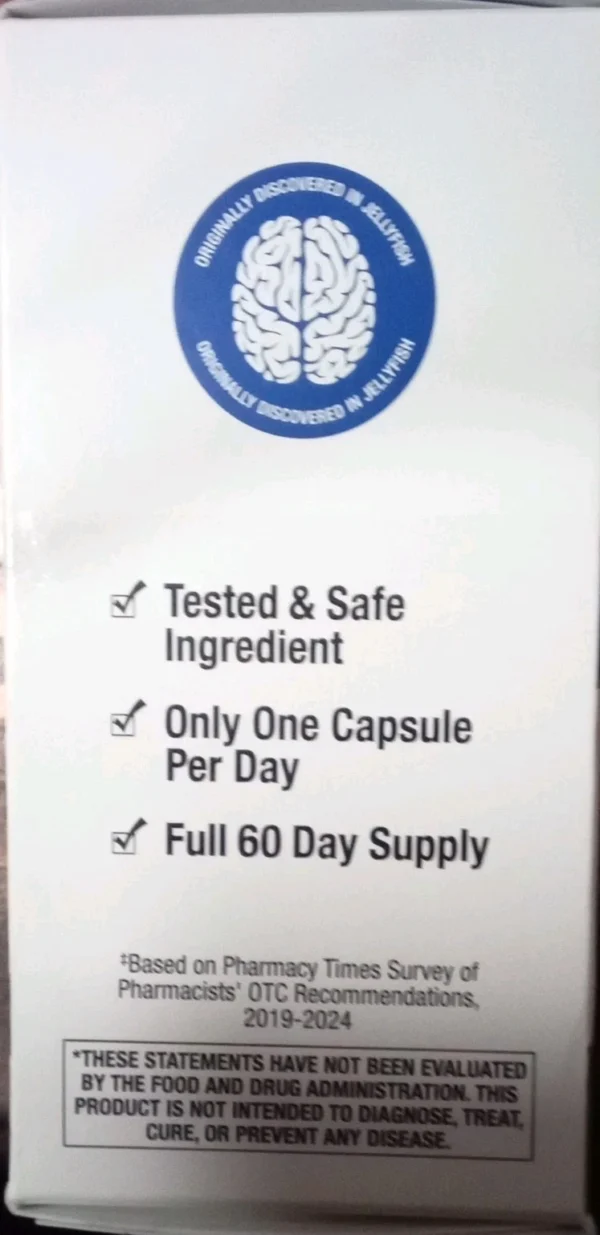 ORIGINALLY DISCOVERED IN JELLYFISH
ORIGINALLY DISCOVERED IN JELLYFISH
Tested & Safe
Ingredient
Only One Capsule
Per Day
Full 60 Day Supply
‡Based on Pharmacy Times Survey of
Pharmacists' OTC Recommendations,
2019-2024
*THESE STATEMENTS HAVE NOT BEEN EVALUATED
BY THE FOOD AND DRUG ADMINISTRATION. THIS
PRODUCT IS NOT INTENDED TO DIAGNOSE, TREAT,
CURE, OR PREVENT ANY DISEASE.